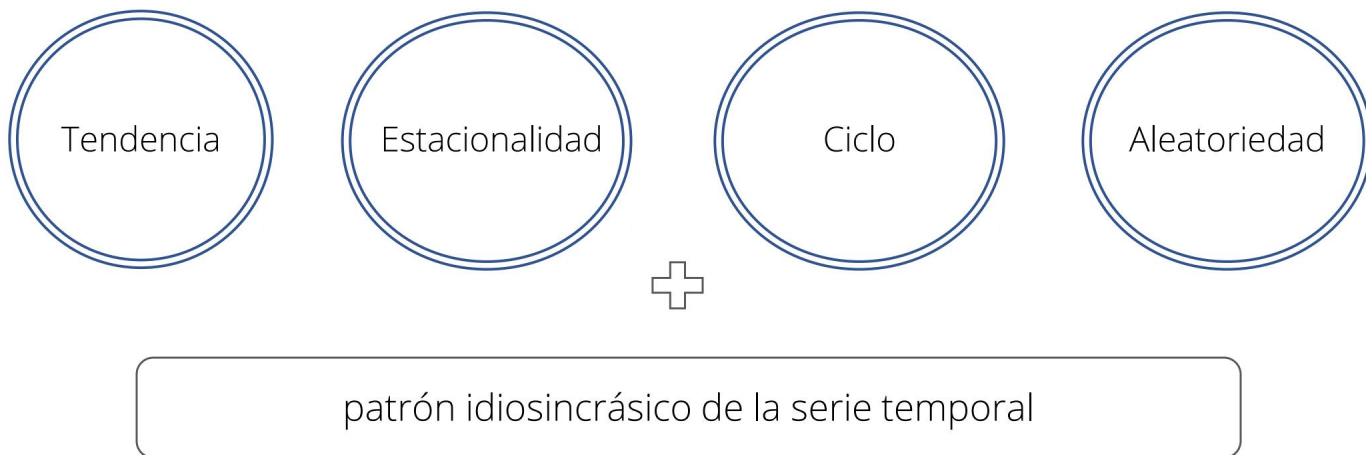 Tendencia
Estacionalidad
Ciclo
Aleatoriedad
patrón idiosincrásico de la serie temporal